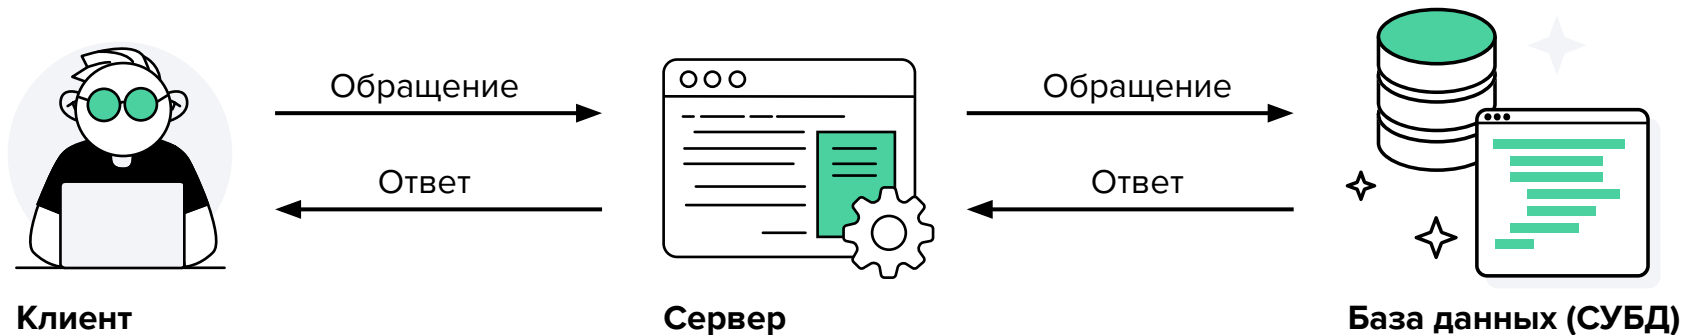 Обращение
Обращение
Ответ
Ответ
Клиент
Сервер
База данных (СУБД)